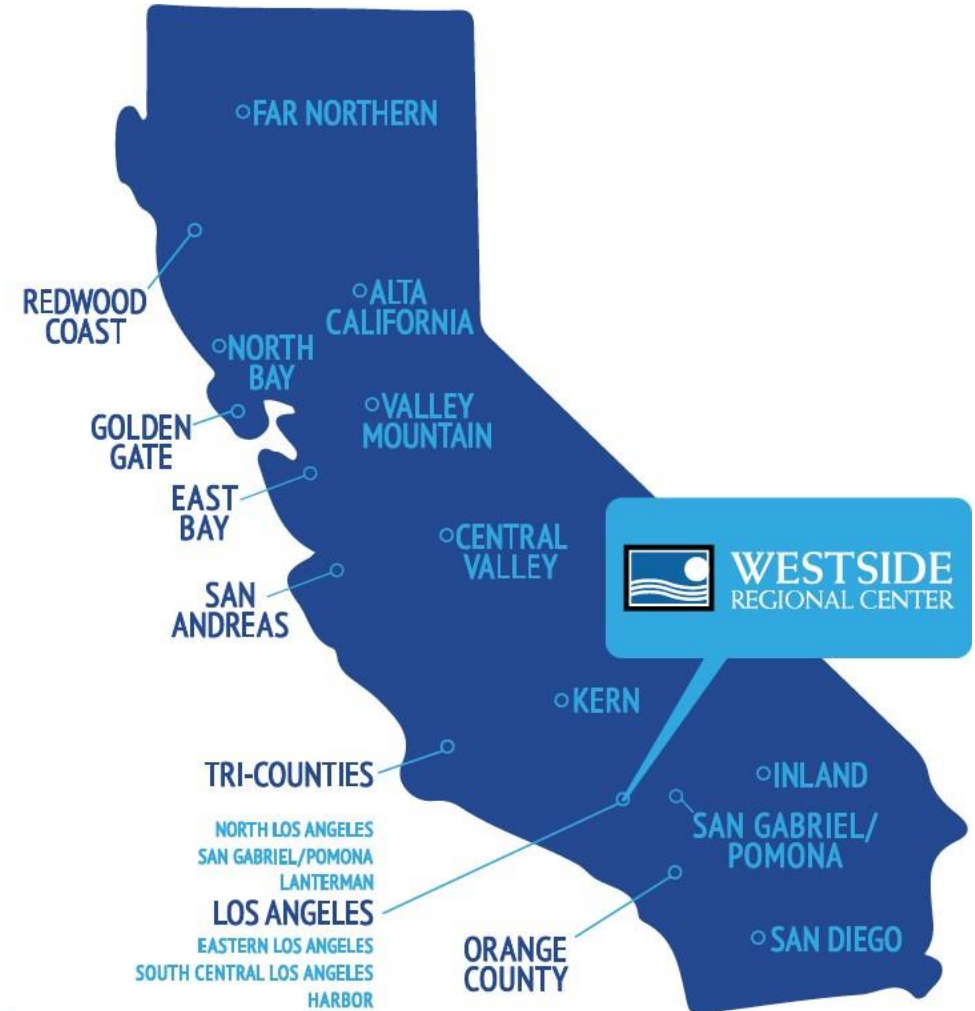 FAR NORTHERN
REDWOOD
COAST
ALTA
CALIFORNIA
NORTH
BAY
GOLDEN
GATE
VALLEY
MOUNTAIN
EAST
BAY
CENTRAL
VALLEY
WESTSIDE
REGIONAL CENTER
SAN
ANDREAS
KERN
TRI-COUNTIES
INLAND
SAN GABRIEL/
POMONA
NORTH LOS ANGELES
SAN GABRIEL/POMONA
LANTERMAN
LOS ANGELES
EASTERN LOS ANGELES
SOUTH CENTRAL LOS ANGELES
HARBOR
ORANGE
COUNTY
SAN DIEGO